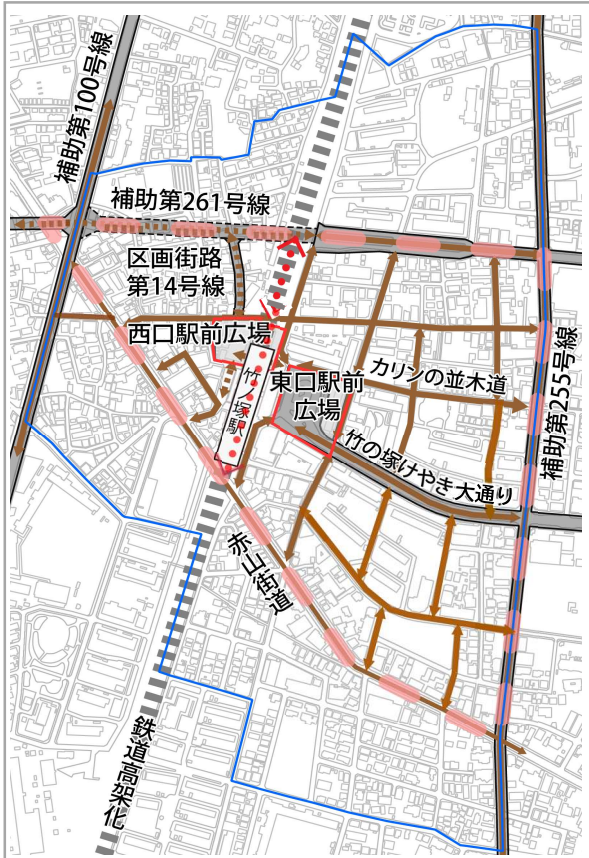 補助第100号線
補助第261号線
区画街路
第14号線
西口駅前広場
竹ノ塚駅
東口駅前
広場
カリンの並木道
竹の塚けやき大通り
補助第255号線
赤山街道
鉄道高架化